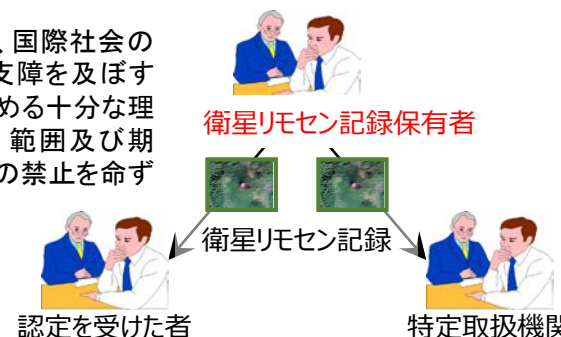 、国際社会の
支障を及ぼす
める十分な理
範囲及び期
の禁止を命ず
衛星リモセン記録保有者
衛星リモセン記録
認定を受けた者
特定取扱機関